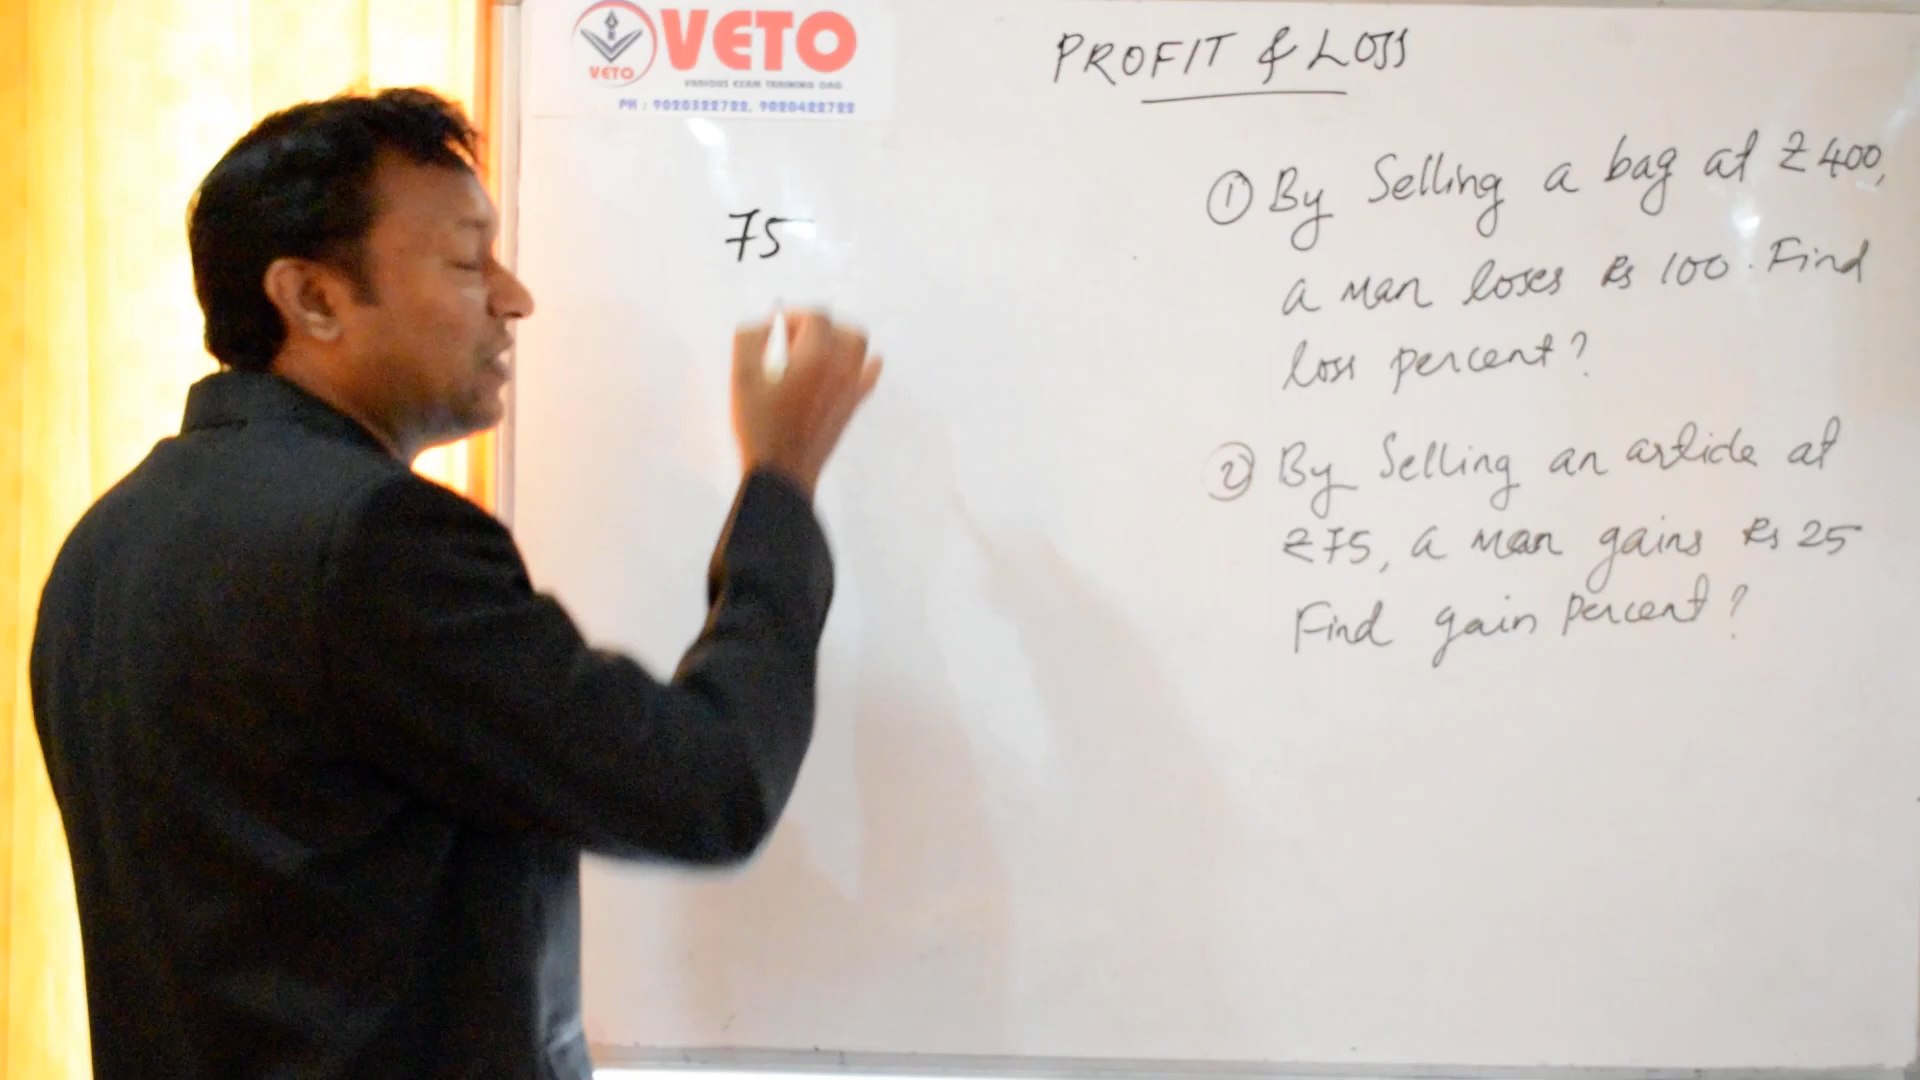 VETO
VETO
VARIOUS EXAM TRAINING ORG
PH : 9020322722, 9020422722
PROFIT & LOSS
75
① By Selling a bag at ₹400,
a man loses Rs 100. Find
loss percent?
② By Selling an article at
₹75, a man gains Rs 25
Find gain percent?